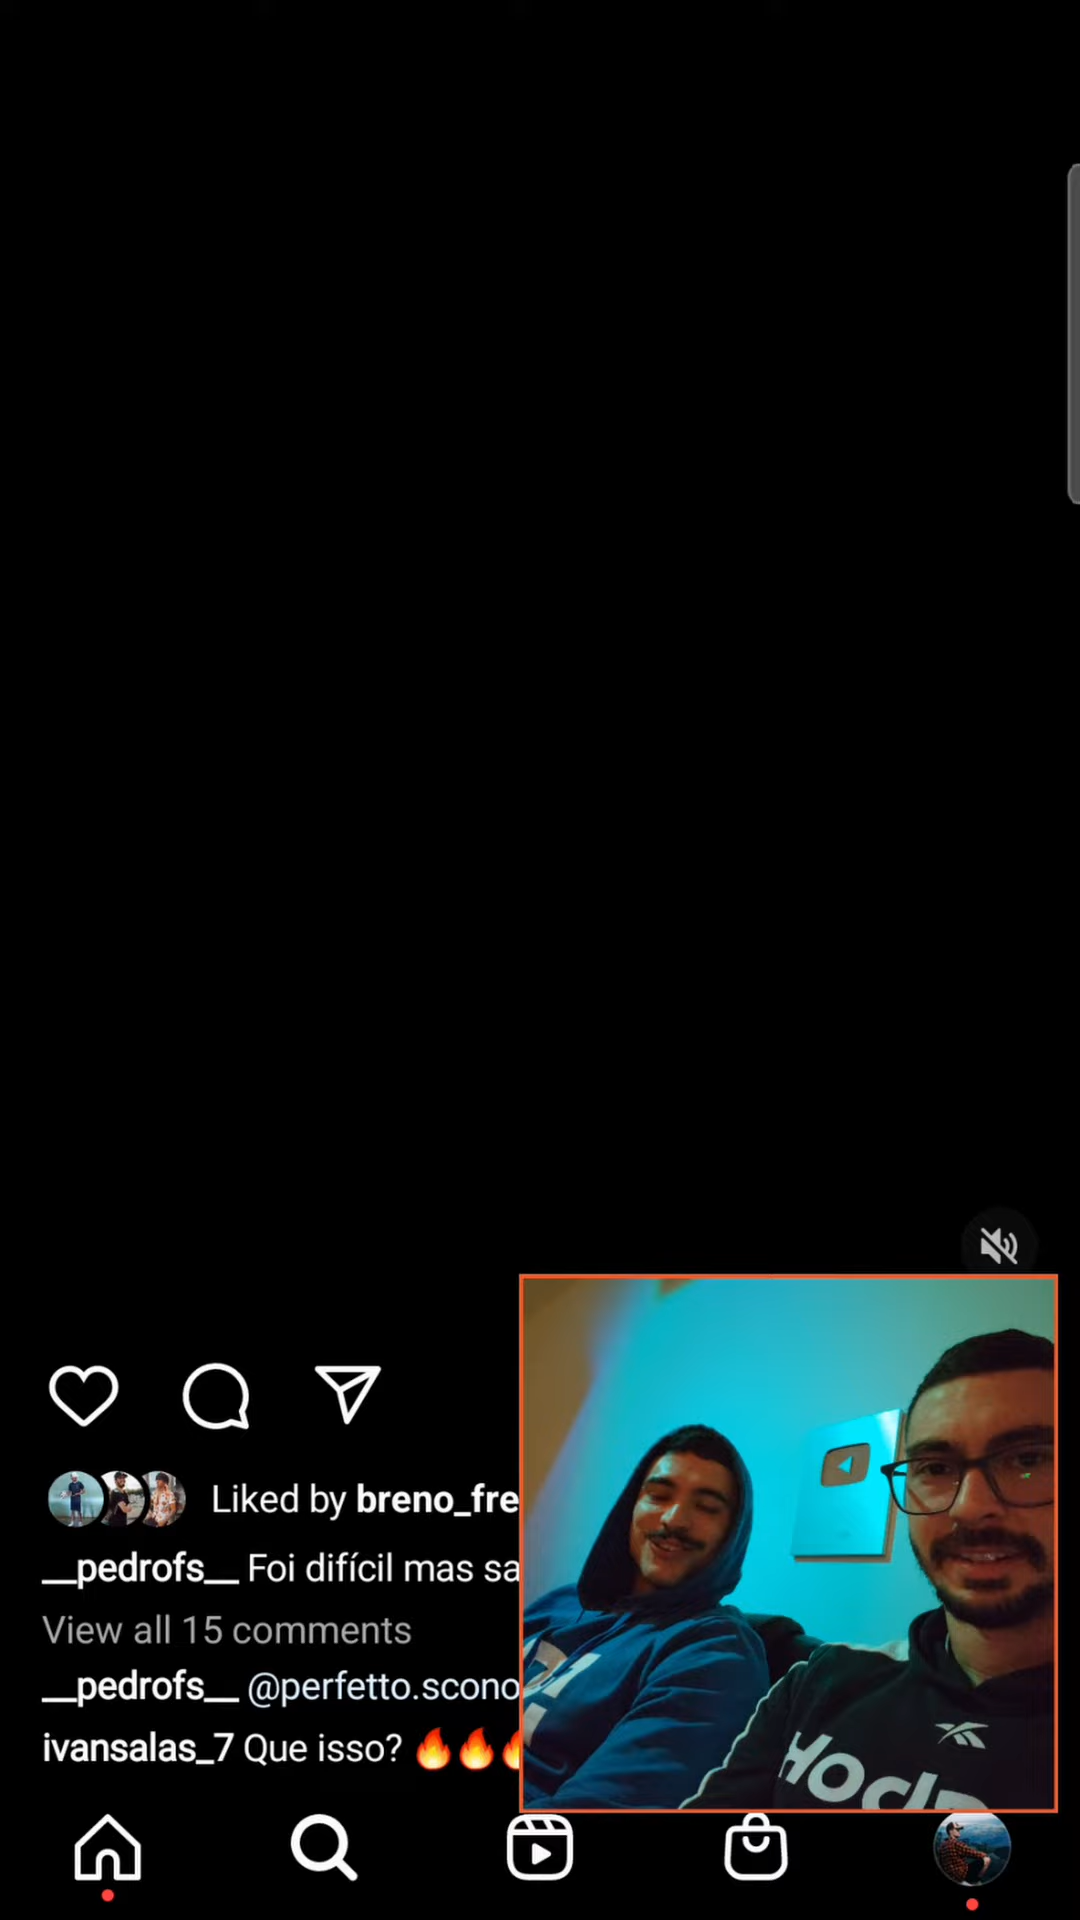 Liked by breno_fre
__pedrofs__ Foi difícil mas sa
View all 15 comments
__pedrofs__ @perfetto.scono
ivansalas_7 Que isso? 🔥🔥🔥